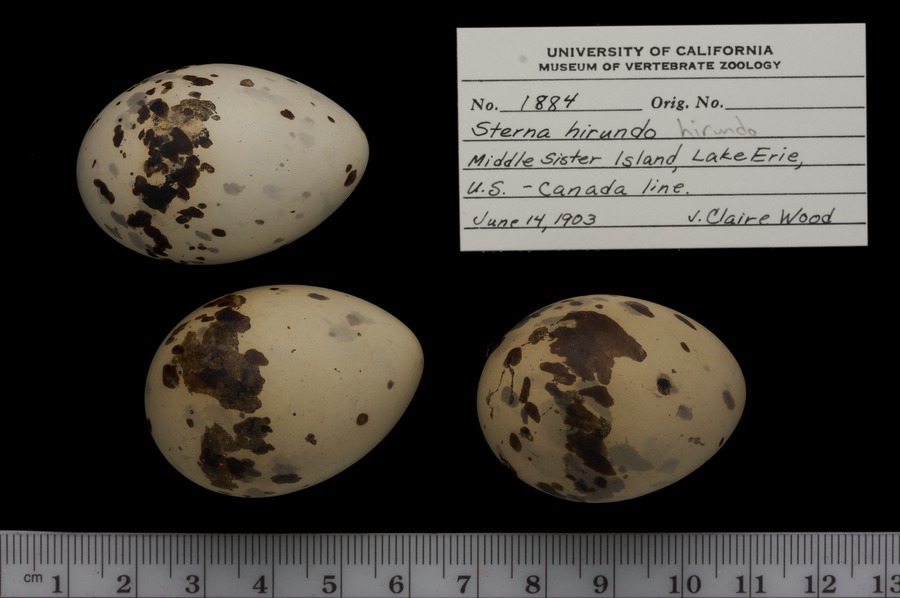 UNIVERSITY OF CALIFORNIA
MUSEUM OF VERTEBRATE ZOOLOGY
No. 1884 Orig. No.
Sterna hirundo hirundo
Middle Sister Island, Lake Erie,
U.S. - Canada line.
June 14, 1903 J. Claire Wood
cm 1 2 3 4 5 6 7 8 9 10 11 12 13